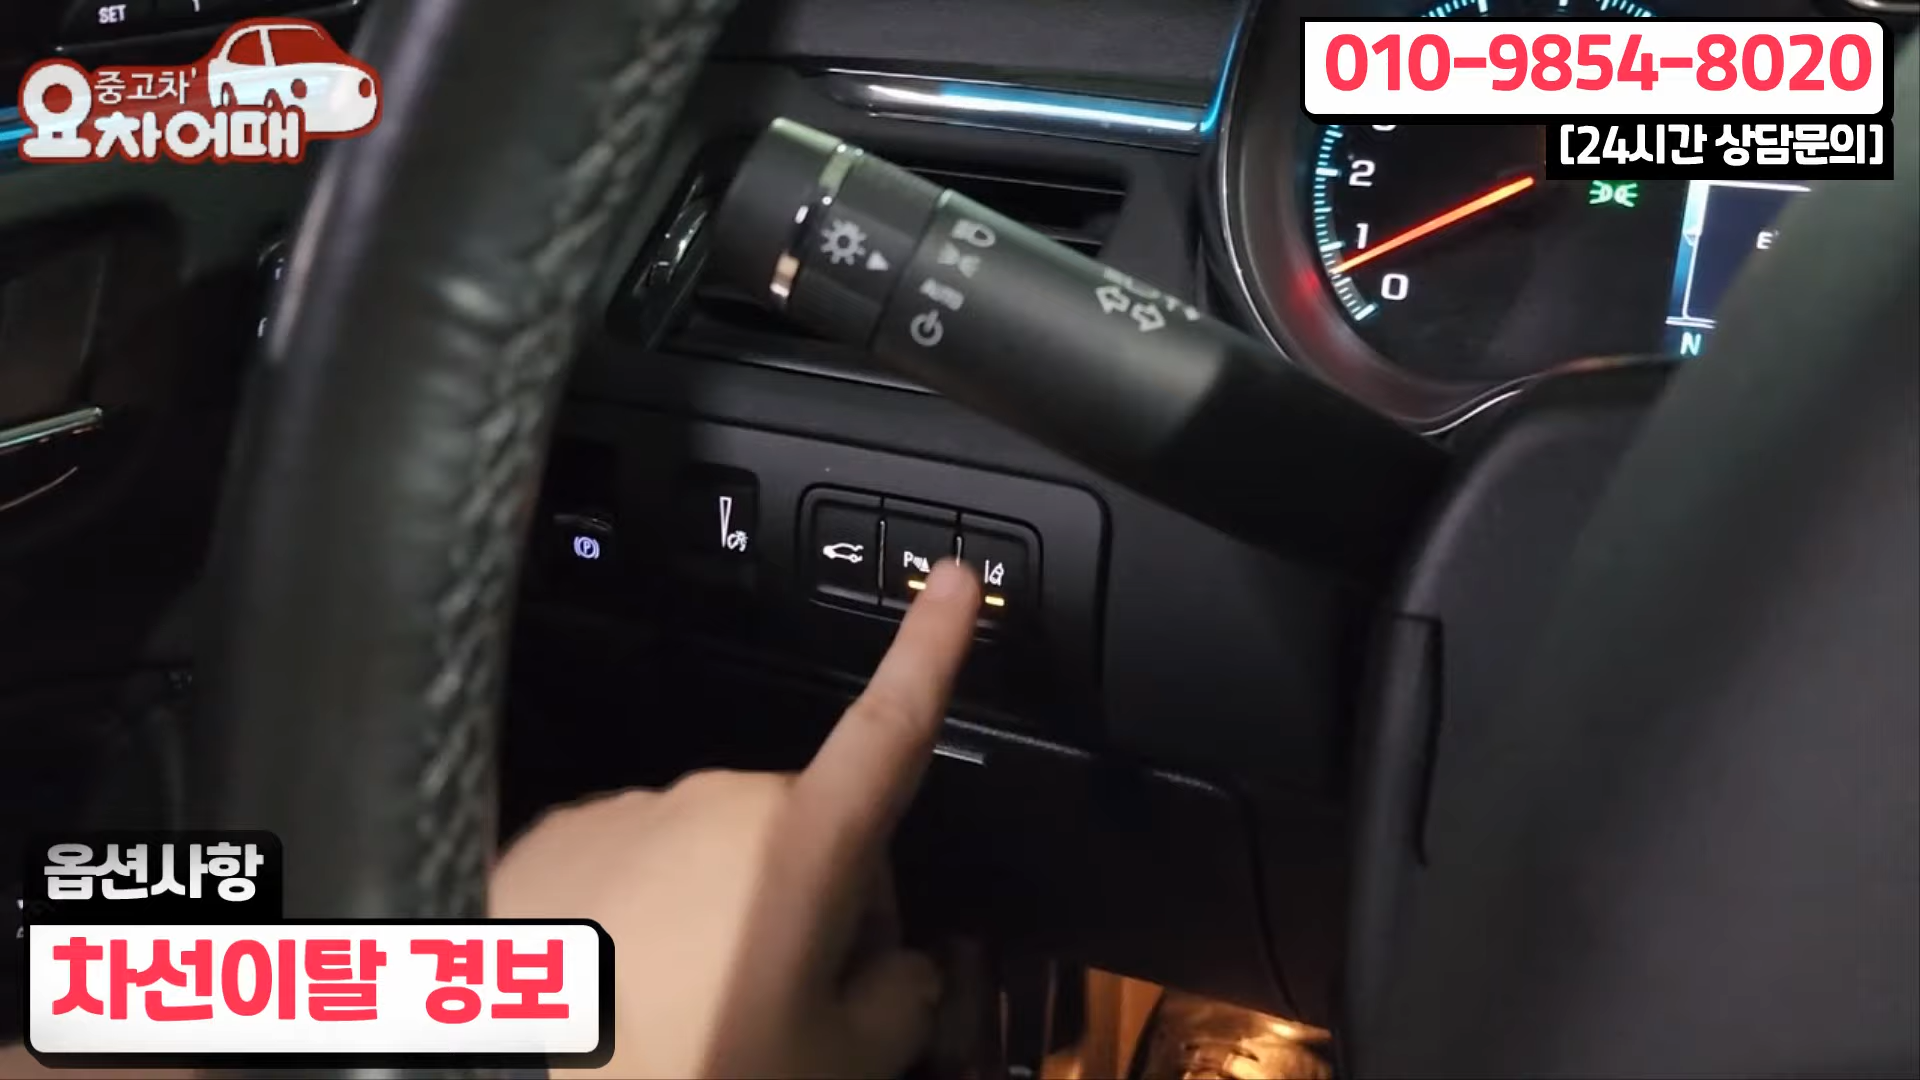 SET
중고차'
요차어때
010-9854-8020
[24시간 상담문의]
2
1
0
N
AUTO
P
옵션사항
차선이탈 경보